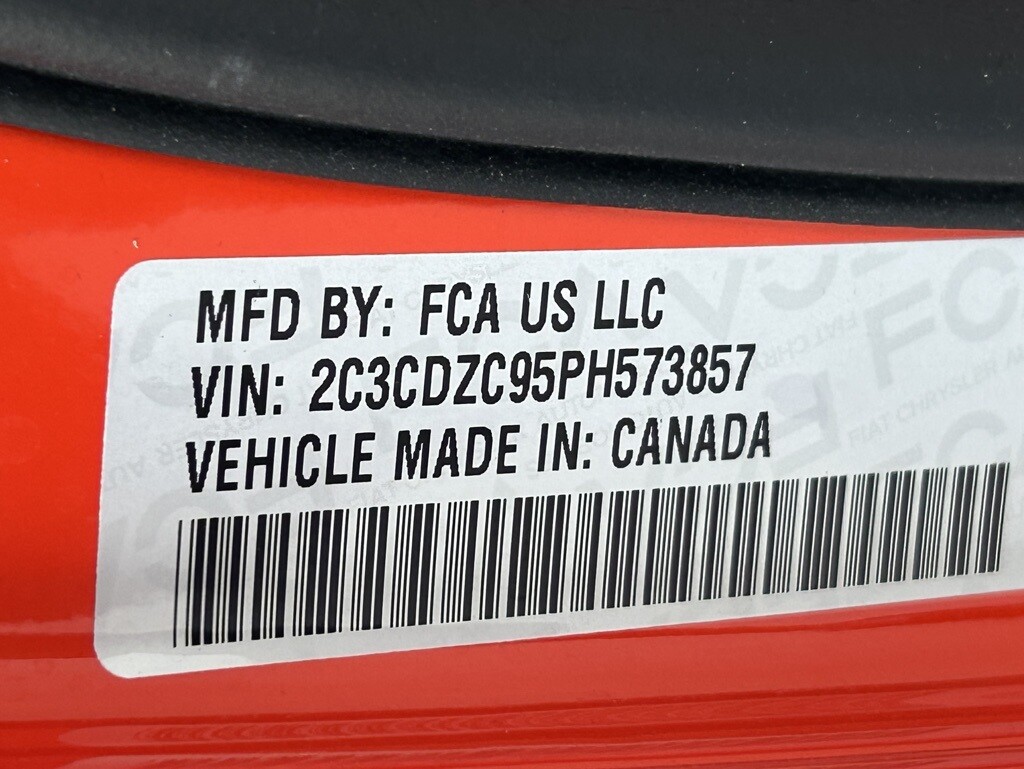 MFD BY: FCA US LLC
VIN: 2C3CDZC95PH573857
VEHICLE MADE IN: CANADA